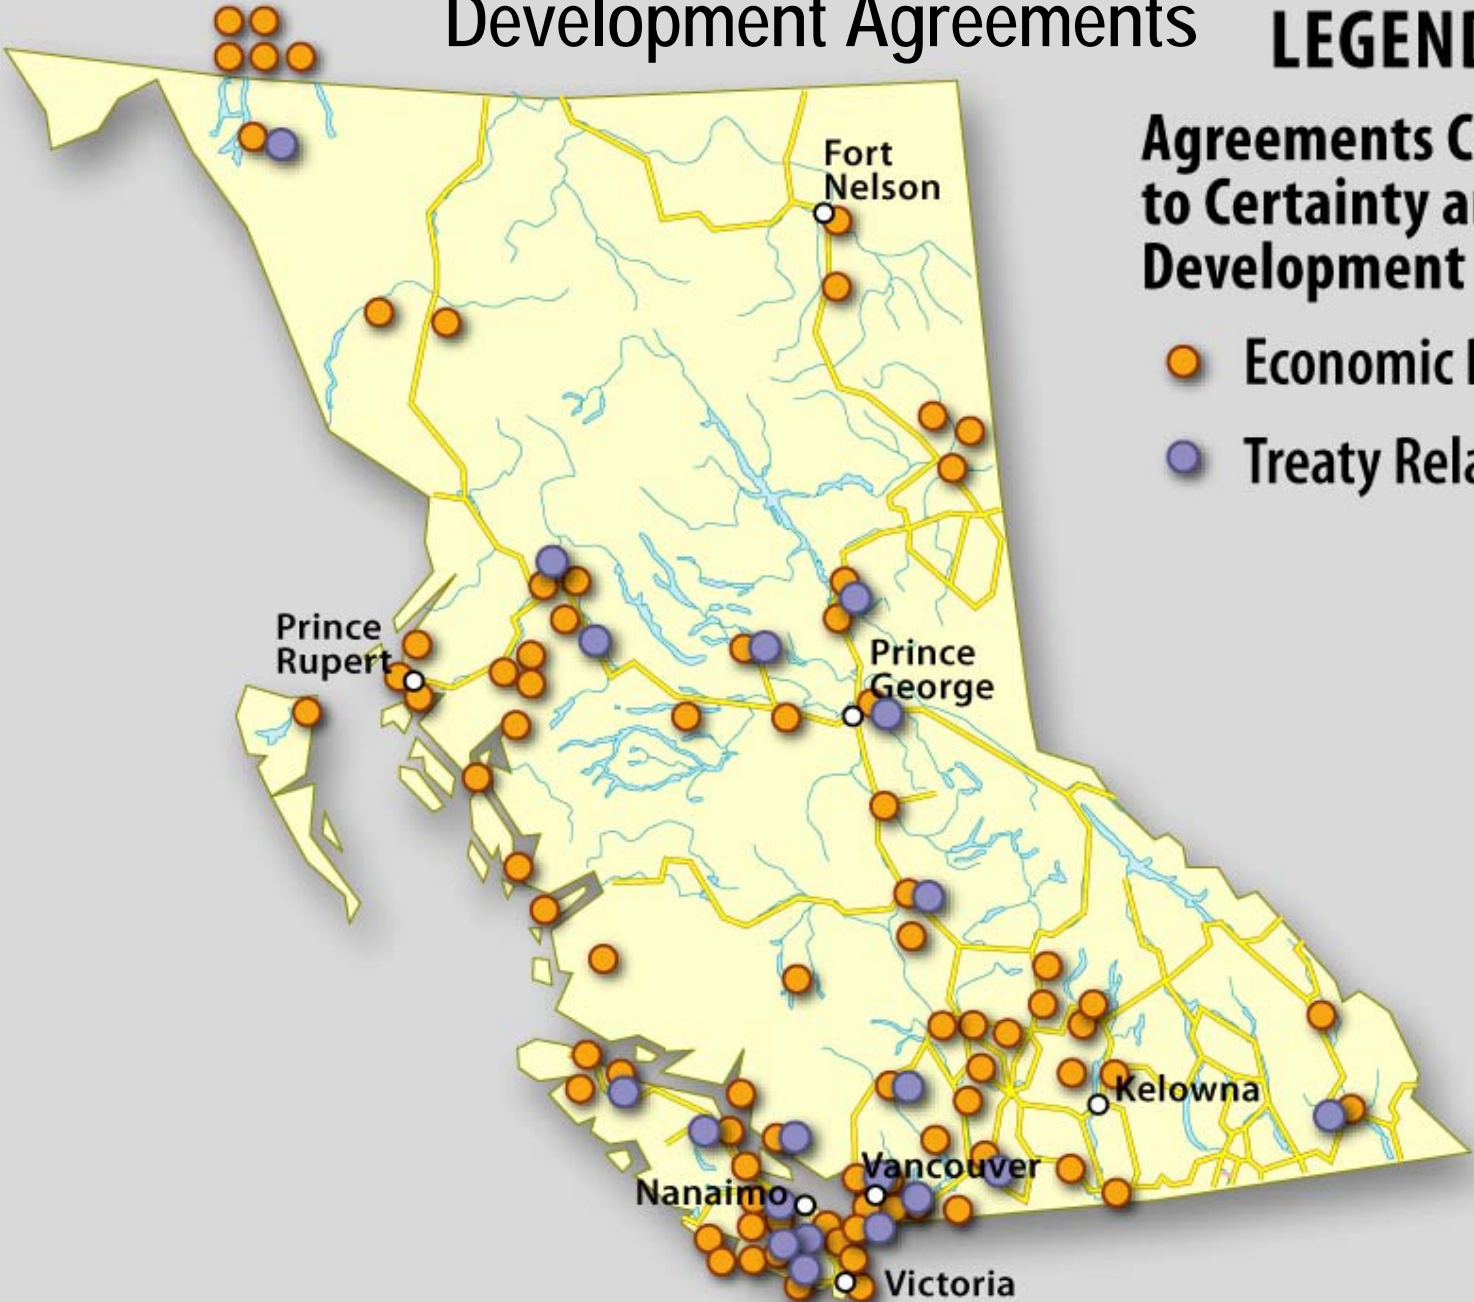 Development Agreements
LEGEND
Agreements C
to Certainty a
Development
Economic
Treaty Rela
Fort
Nelson
Prince
Rupert
Prince
George
Kelowna
Vancouver
Nanaimo
Victoria